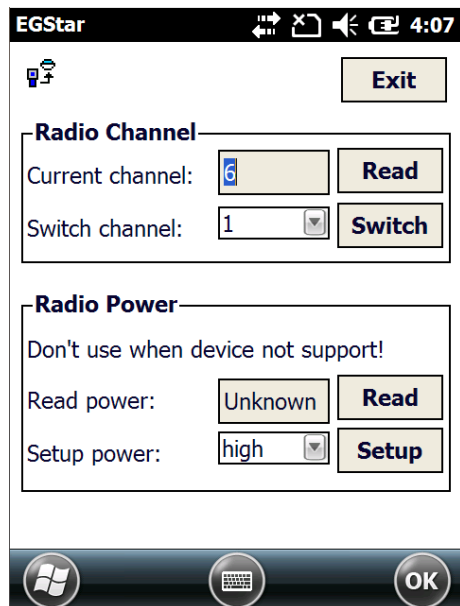 EGStar 4:07
Exit
Radio Channel
Current channel: 6 Read
Switch channel: 1 Switch
Radio Power
Don't use when device not support!
Read power: Unknown Read
Setup power: high Setup
OK